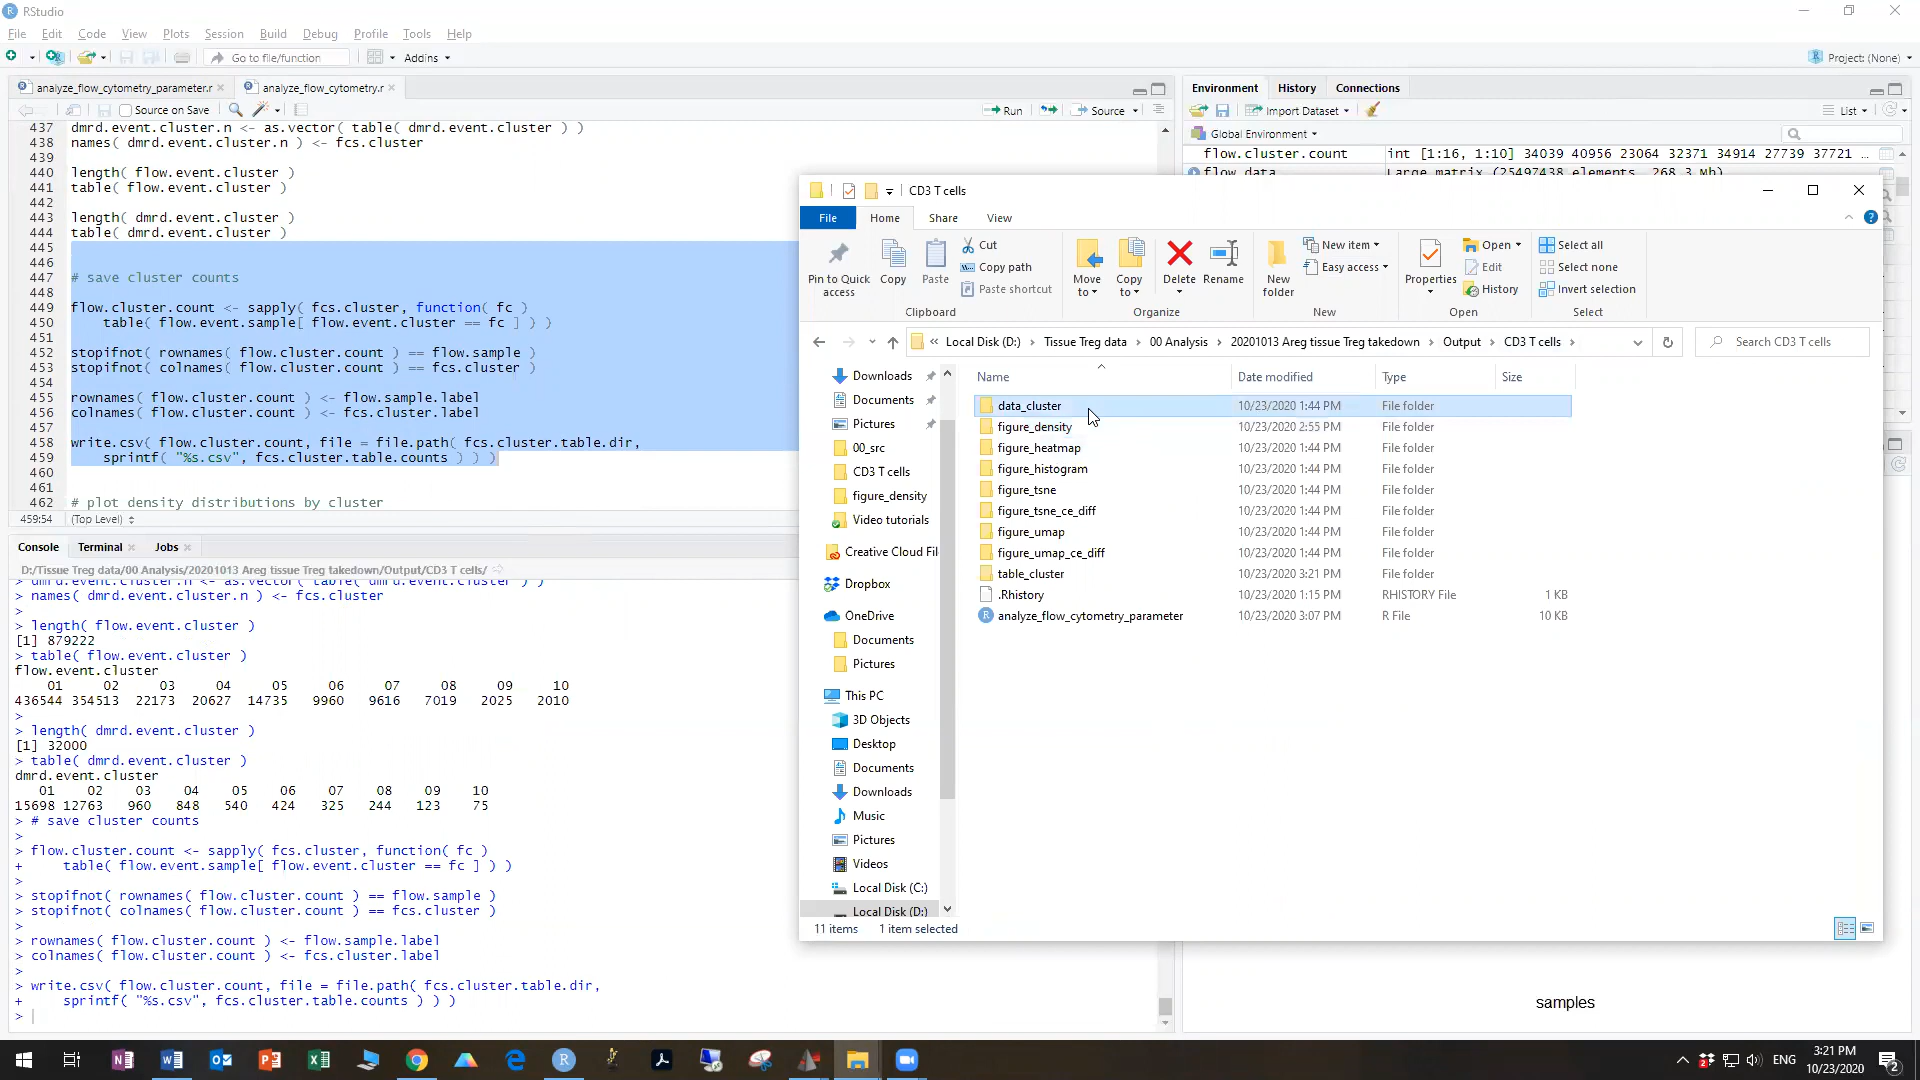 RStudio
File Edit Code View Plots Session Build Debug Profile Tools Help
Go to file/function Addins Project: (None)
analyze_flow_cytometry_parameter.r analyze_flow_cytometry.r
Source on Save Run Source
437 dmrd.event.cluster.n <- as.vector( table( dmrd.event.cluster ) )
438 names( dmrd.event.cluster.n ) <- fcs.cluster
439
440 length( flow.event.cluster )
441 table( flow.event.cluster )
442
443 length( dmrd.event.cluster )
444 table( dmrd.event.cluster )
445
446
447 # save cluster counts
448
449 flow.cluster.count <- sapply( fcs.cluster, function( fc )
450 table( flow.event.sample[ flow.event.cluster == fc ] ) )
451
452 stopifnot( rownames( flow.cluster.count ) == flow.sample )
453 stopifnot( colnames( flow.cluster.count ) == fcs.cluster )
454
455 rownames( flow.cluster.count ) <- flow.sample.label
456 colnames( flow.cluster.count ) <- fcs.cluster.label
457
458 write.csv( flow.cluster.count, file = file.path( fcs.cluster.table.dir,
459 sprintf( "%s.csv", fcs.cluster.table.counts ) ) )
460
461
462 # plot density distributions by cluster
459:54 (Top Level)
Console Terminal Jobs
D:/Tissue Treg data/00 Analysis/20201013 Areg tissue Treg takedown/Output/CD3 T cells/
> dmrd.event.cluster.n <- as.vector( table( dmrd.event.cluster ) )
> names( dmrd.event.cluster.n ) <- fcs.cluster
>
> length( flow.event.cluster )
[1] 879222
> table( flow.event.cluster )
flow.event.cluster
01 02 03 04 05 06 07 08 09 10
436544 354513 22173 20627 14735 9960 9616 7019 2025 2010
>
> length( dmrd.event.cluster )
[1] 32000
> table( dmrd.event.cluster )
dmrd.event.cluster
01 02 03 04 05 06 07 08 09 10
15698 12763 960 848 540 424 325 244 123 75
> # save cluster counts
>
> flow.cluster.count <- sapply( fcs.cluster, function( fc )
+ table( flow.event.sample[ flow.event.cluster == fc ] ) )
>
> stopifnot( rownames( flow.cluster.count ) == flow.sample )
> stopifnot( colnames( flow.cluster.count ) == fcs.cluster )
>
> rownames( flow.cluster.count ) <- flow.sample.label
> colnames( flow.cluster.count ) <- fcs.cluster.label
>
> write.csv( flow.cluster.count, file = file.path( fcs.cluster.table.dir,
+ sprintf( "%s.csv", fcs.cluster.table.counts ) ) )
>
Environment History Connections
Import Dataset List
Global Environment
flow.cluster.count int [1:16, 1:10] 34039 40956 23064 32371 34914 27739 37721 ...
flow data Large matrix (25497438 elements, 268.3 Mb)
CD3 T cells
File Home Share View
Pin to Quick access
Copy
Paste
Cut
Copy path
Paste shortcut
Clipboard
Move to
Copy to
Delete
Rename
Organize
New folder
New item
Easy access
New
Properties
Open
Edit
History
Open
Select all
Select none
Invert selection
Select
« Local Disk (D:) › Tissue Treg data › 00 Analysis › 20201013 Areg tissue Treg takedown › Output › CD3 T cells ›
Search CD3 T cells
Downloads
Documents
Pictures
00_src
CD3 T cells
figure_density
Video tutorials
Creative Cloud Fil
Dropbox
OneDrive
Documents
Pictures
This PC
3D Objects
Desktop
Documents
Downloads
Music
Pictures
Videos
Local Disk (C:)
Local Disk (D:)
Name Date modified Type Size
data_cluster 10/23/2020 1:44 PM File folder
figure_density 10/23/2020 2:55 PM File folder
figure_heatmap 10/23/2020 1:44 PM File folder
figure_histogram 10/23/2020 1:44 PM File folder
figure_tsne 10/23/2020 1:44 PM File folder
figure_tsne_ce_diff 10/23/2020 1:44 PM File folder
figure_umap 10/23/2020 1:44 PM File folder
figure_umap_ce_diff 10/23/2020 1:44 PM File folder
table_cluster 10/23/2020 3:21 PM File folder
.Rhistory 10/23/2020 1:15 PM RHISTORY File 1 KB
analyze_flow_cytometry_parameter 10/23/2020 3:07 PM R File 10 KB
11 items 1 item selected
samples
ENG
3:21 PM
10/23/2020
2